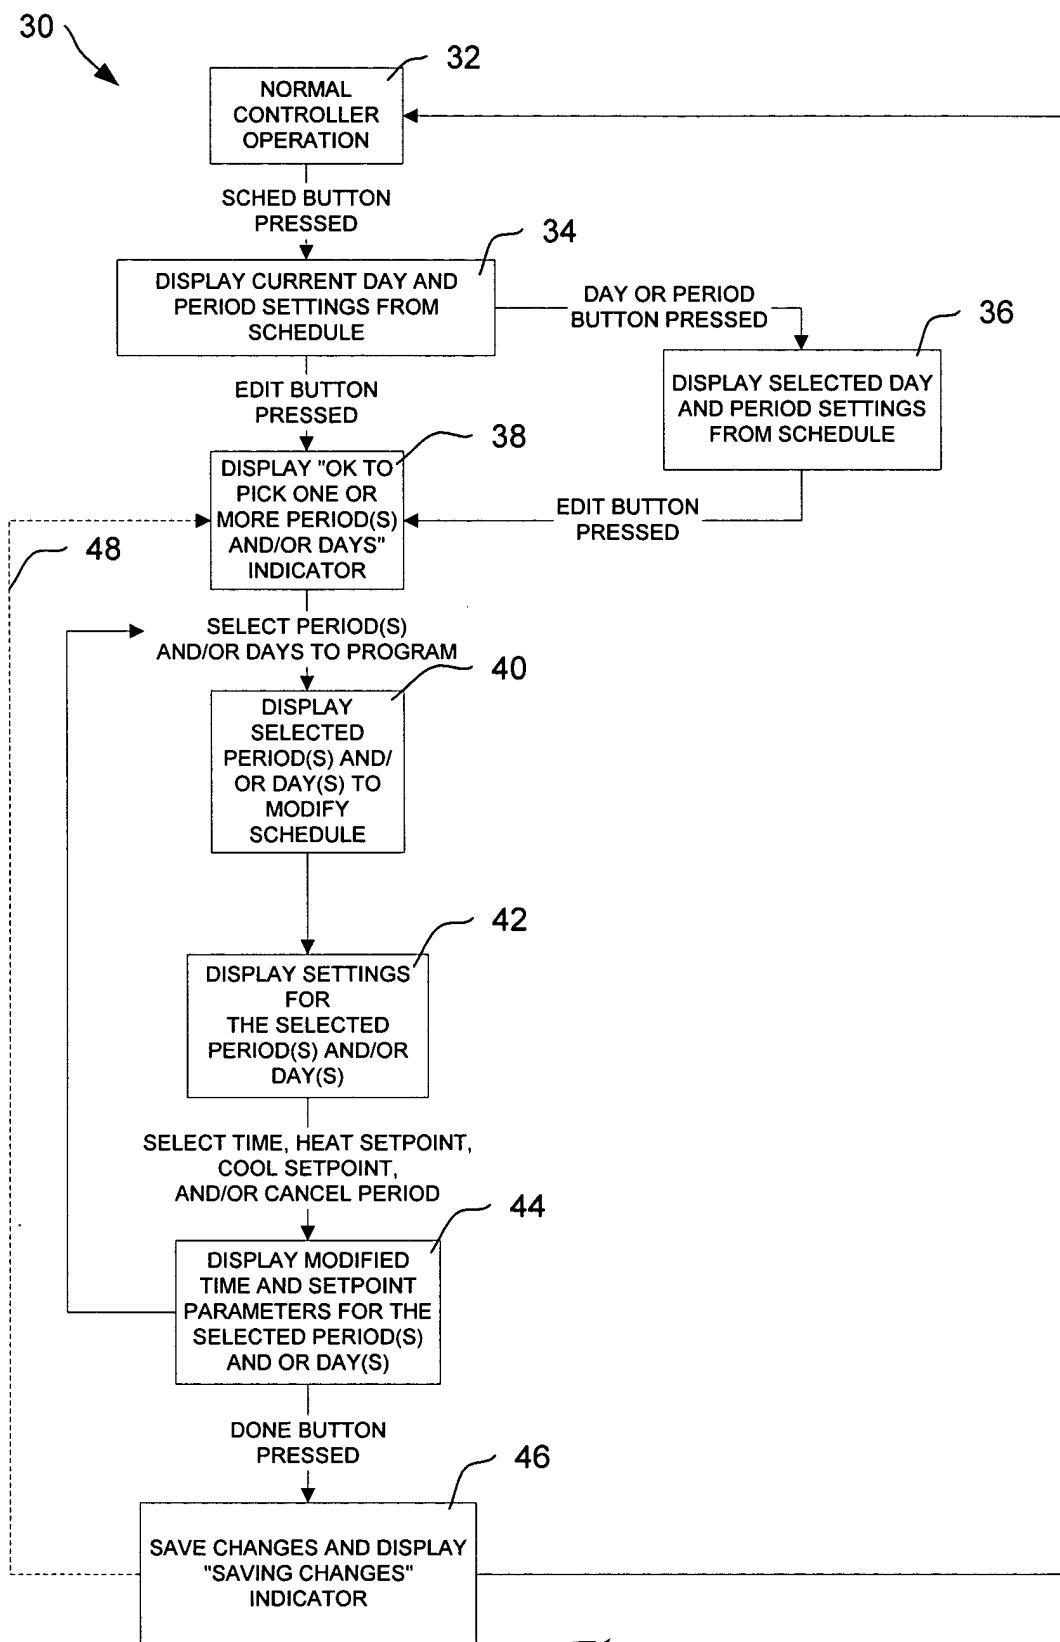 30
32
NORMAL
CONTROLLER
OPERATION
SCHED BUTTON
PRESSED
34
DISPLAY CURRENT DAY AND
PERIOD SETTINGS FROM
SCHEDULE
DAY OR PERIOD
BUTTON PRESSED
36
DISPLAY SELECTED DAY
AND PERIOD SETTINGS
FROM SCHEDULE
EDIT BUTTON
PRESSED
38
DISPLAY "OK TO
PICK ONE OR
MORE PERIOD(S)
AND/OR DAYS"
INDICATOR
EDIT BUTTON
PRESSED
48
SELECT PERIOD(S)
AND/OR DAYS TO PROGRAM
40
DISPLAY
SELECTED
PERIOD(S) AND/
OR DAY(S) TO
MODIFY
SCHEDULE
42
DISPLAY SETTINGS
FOR
THE SELECTED
PERIOD(S) AND/OR
DAY(S)
SELECT TIME, HEAT SETPOINT,
COOL SETPOINT,
AND/OR CANCEL PERIOD
44
DISPLAY MODIFIED
TIME AND SETPOINT
PARAMETERS FOR THE
SELECTED PERIOD(S)
AND OR DAY(S)
DONE BUTTON
PRESSED
46
SAVE CHANGES AND DISPLAY
"SAVING CHANGES"
INDICATOR